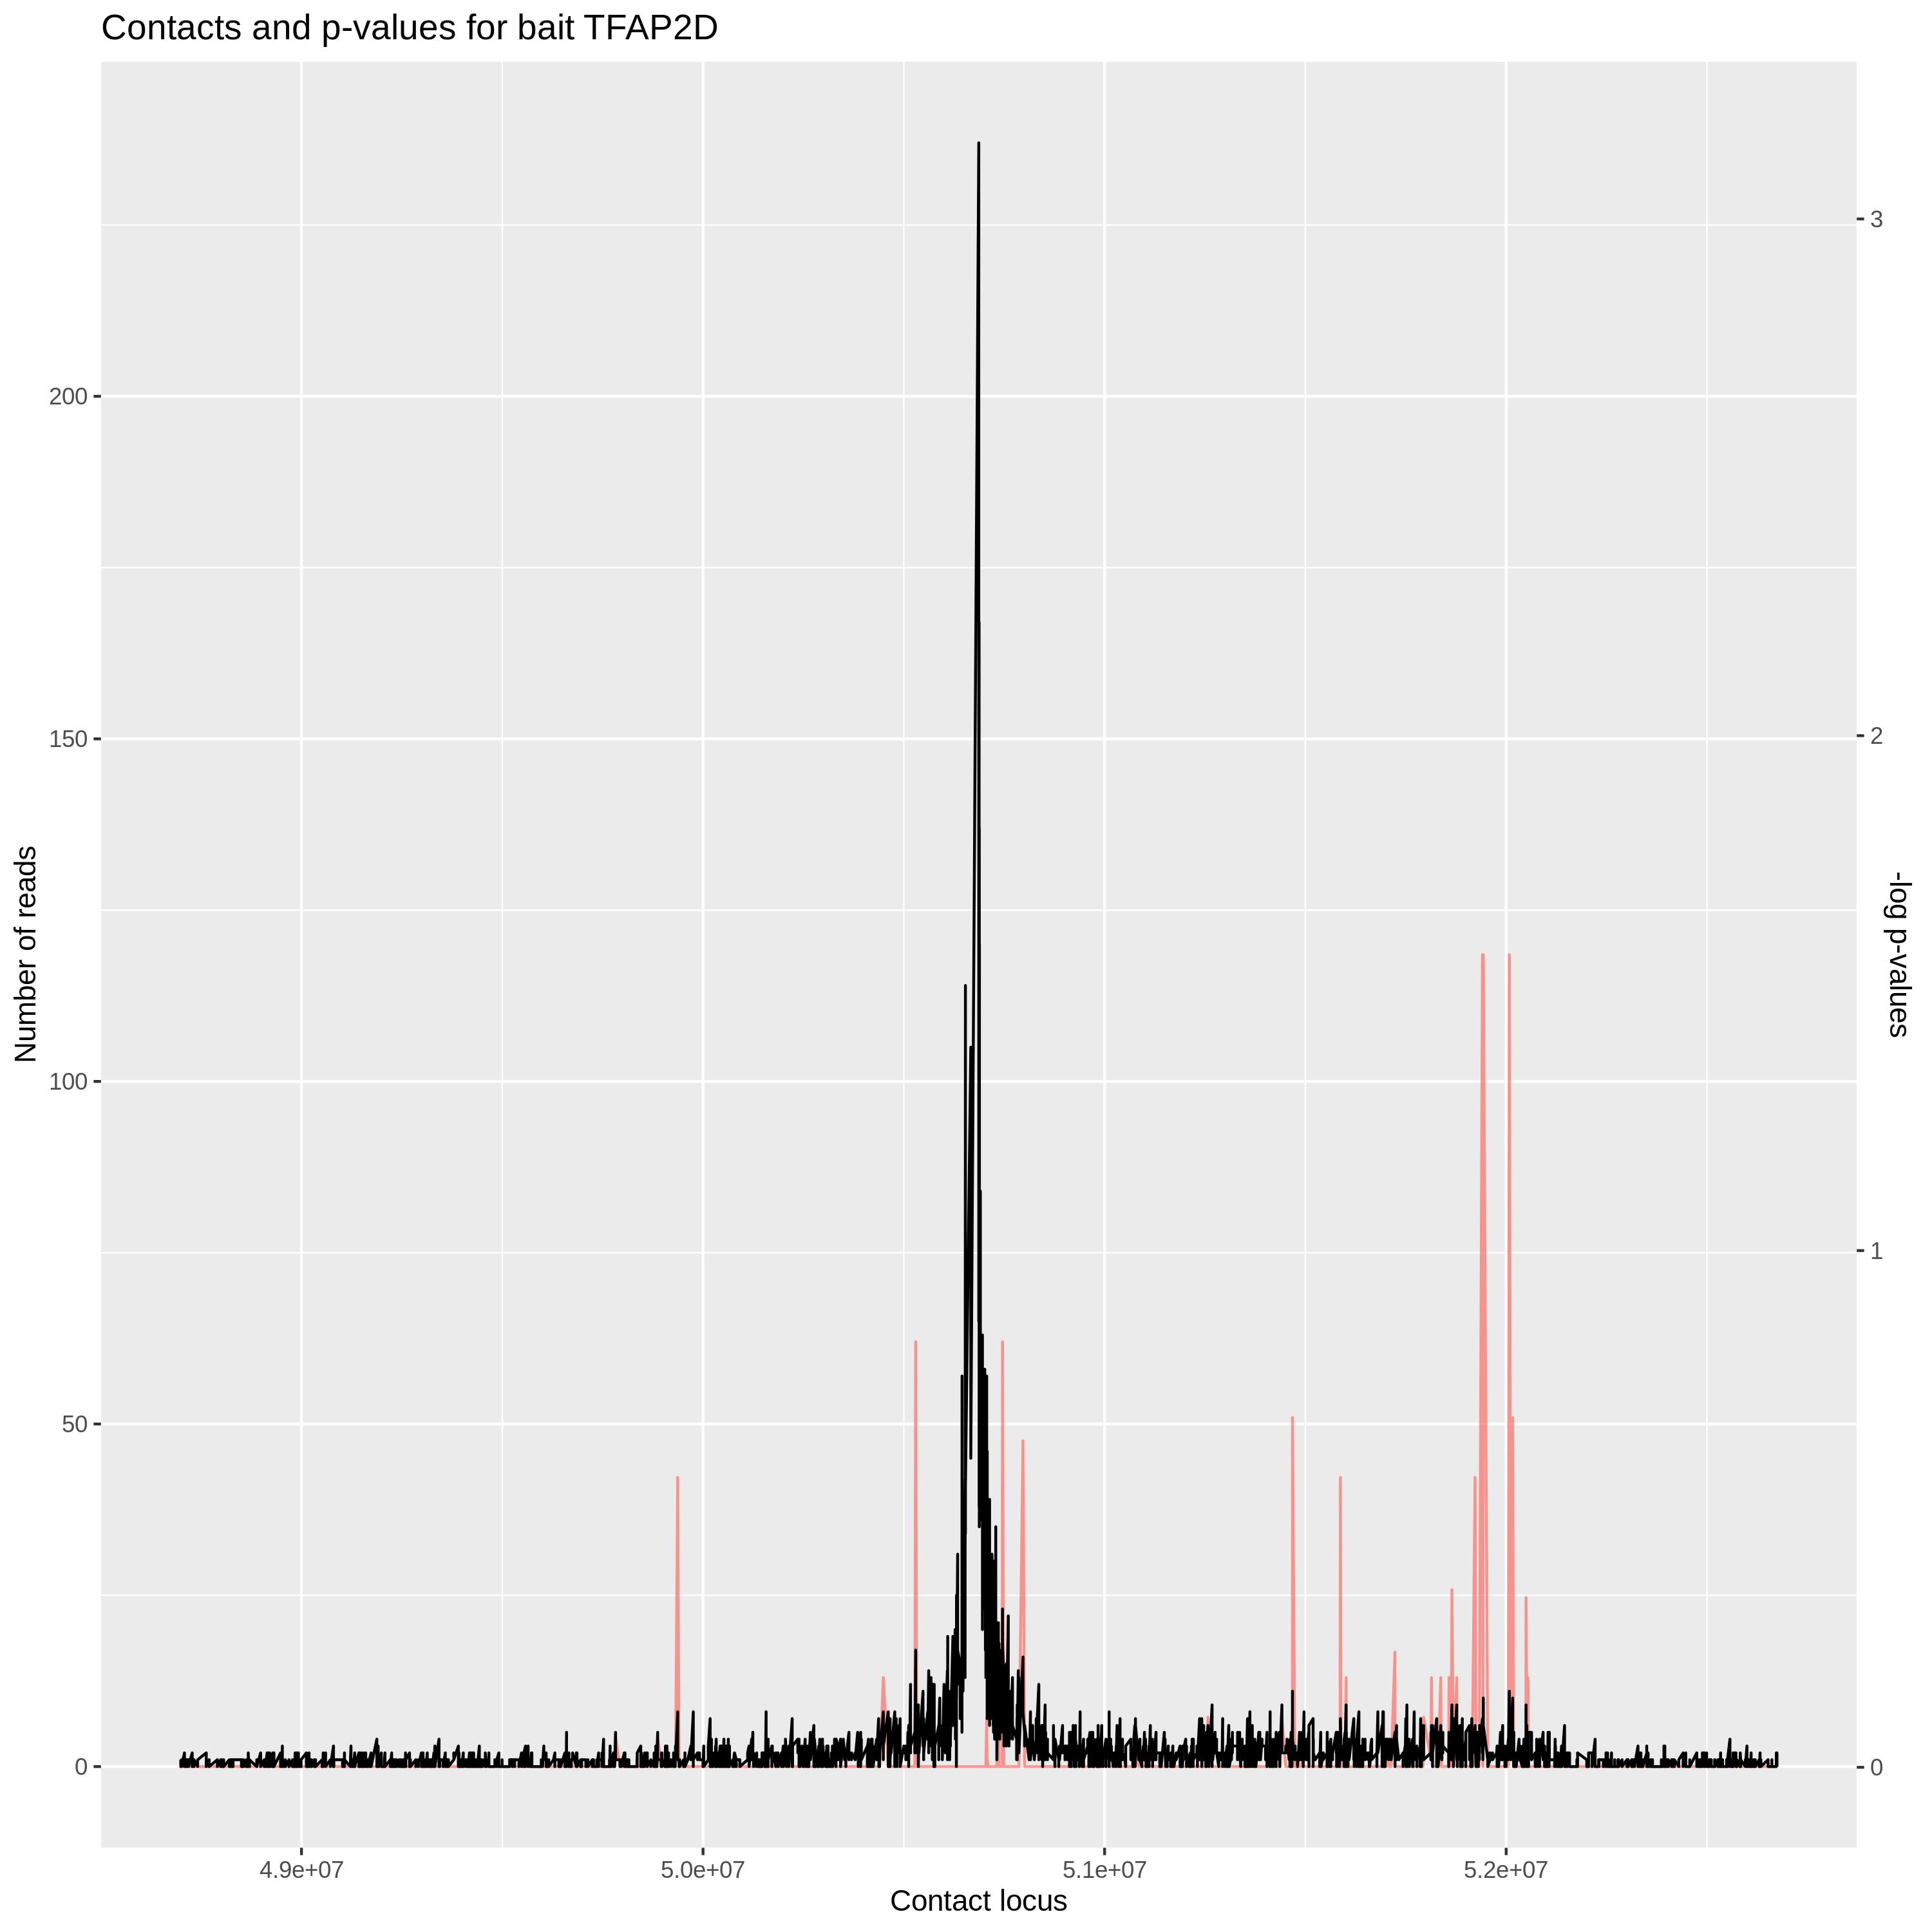 Contacts and p-values for bait TFAP2D
Number of reads
200
150
100
50
0
3
2
1
0
-log p-values
4.9e+07
5.0e+07
5.1e+07
5.2e+07
Contact locus